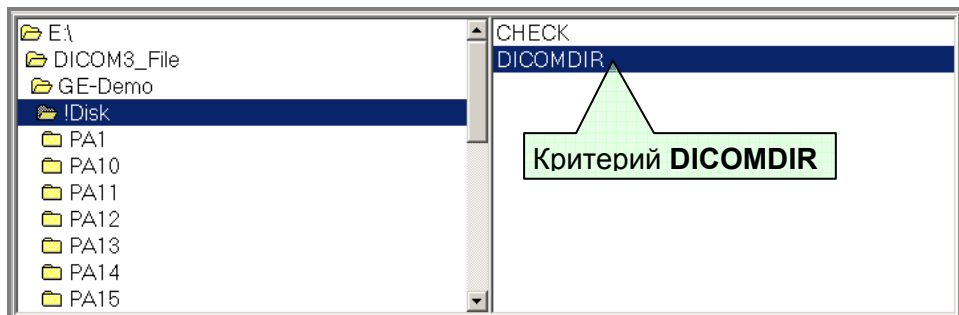 E:\
DICOM3_File
GE-Demo
!Disk
PA1
PA10
PA11
PA12
PA13
PA14
PA15
CHECK
DICOMDIR
Критерий DICOMDIR